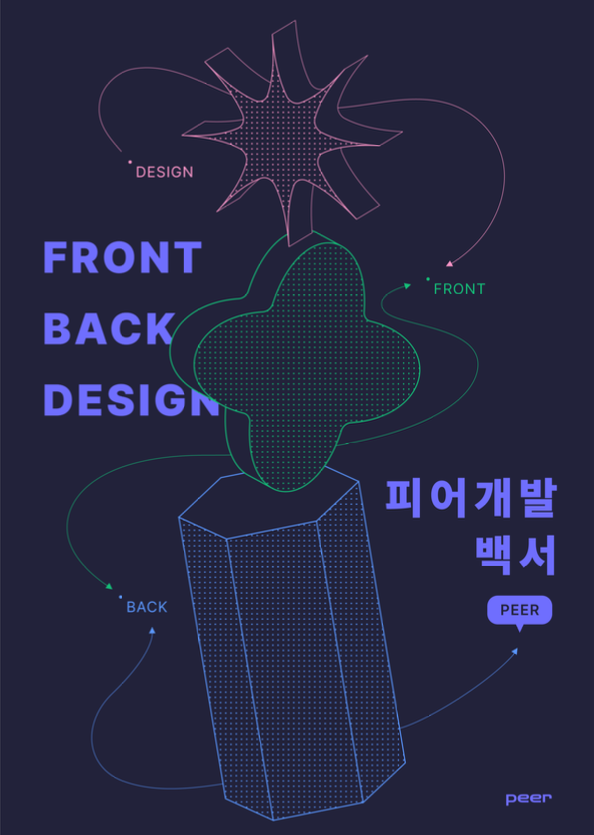 DESIGN
FRONT
BACK
DESIGN
FRONT
피어개발
백서
PEER
BACK
peer